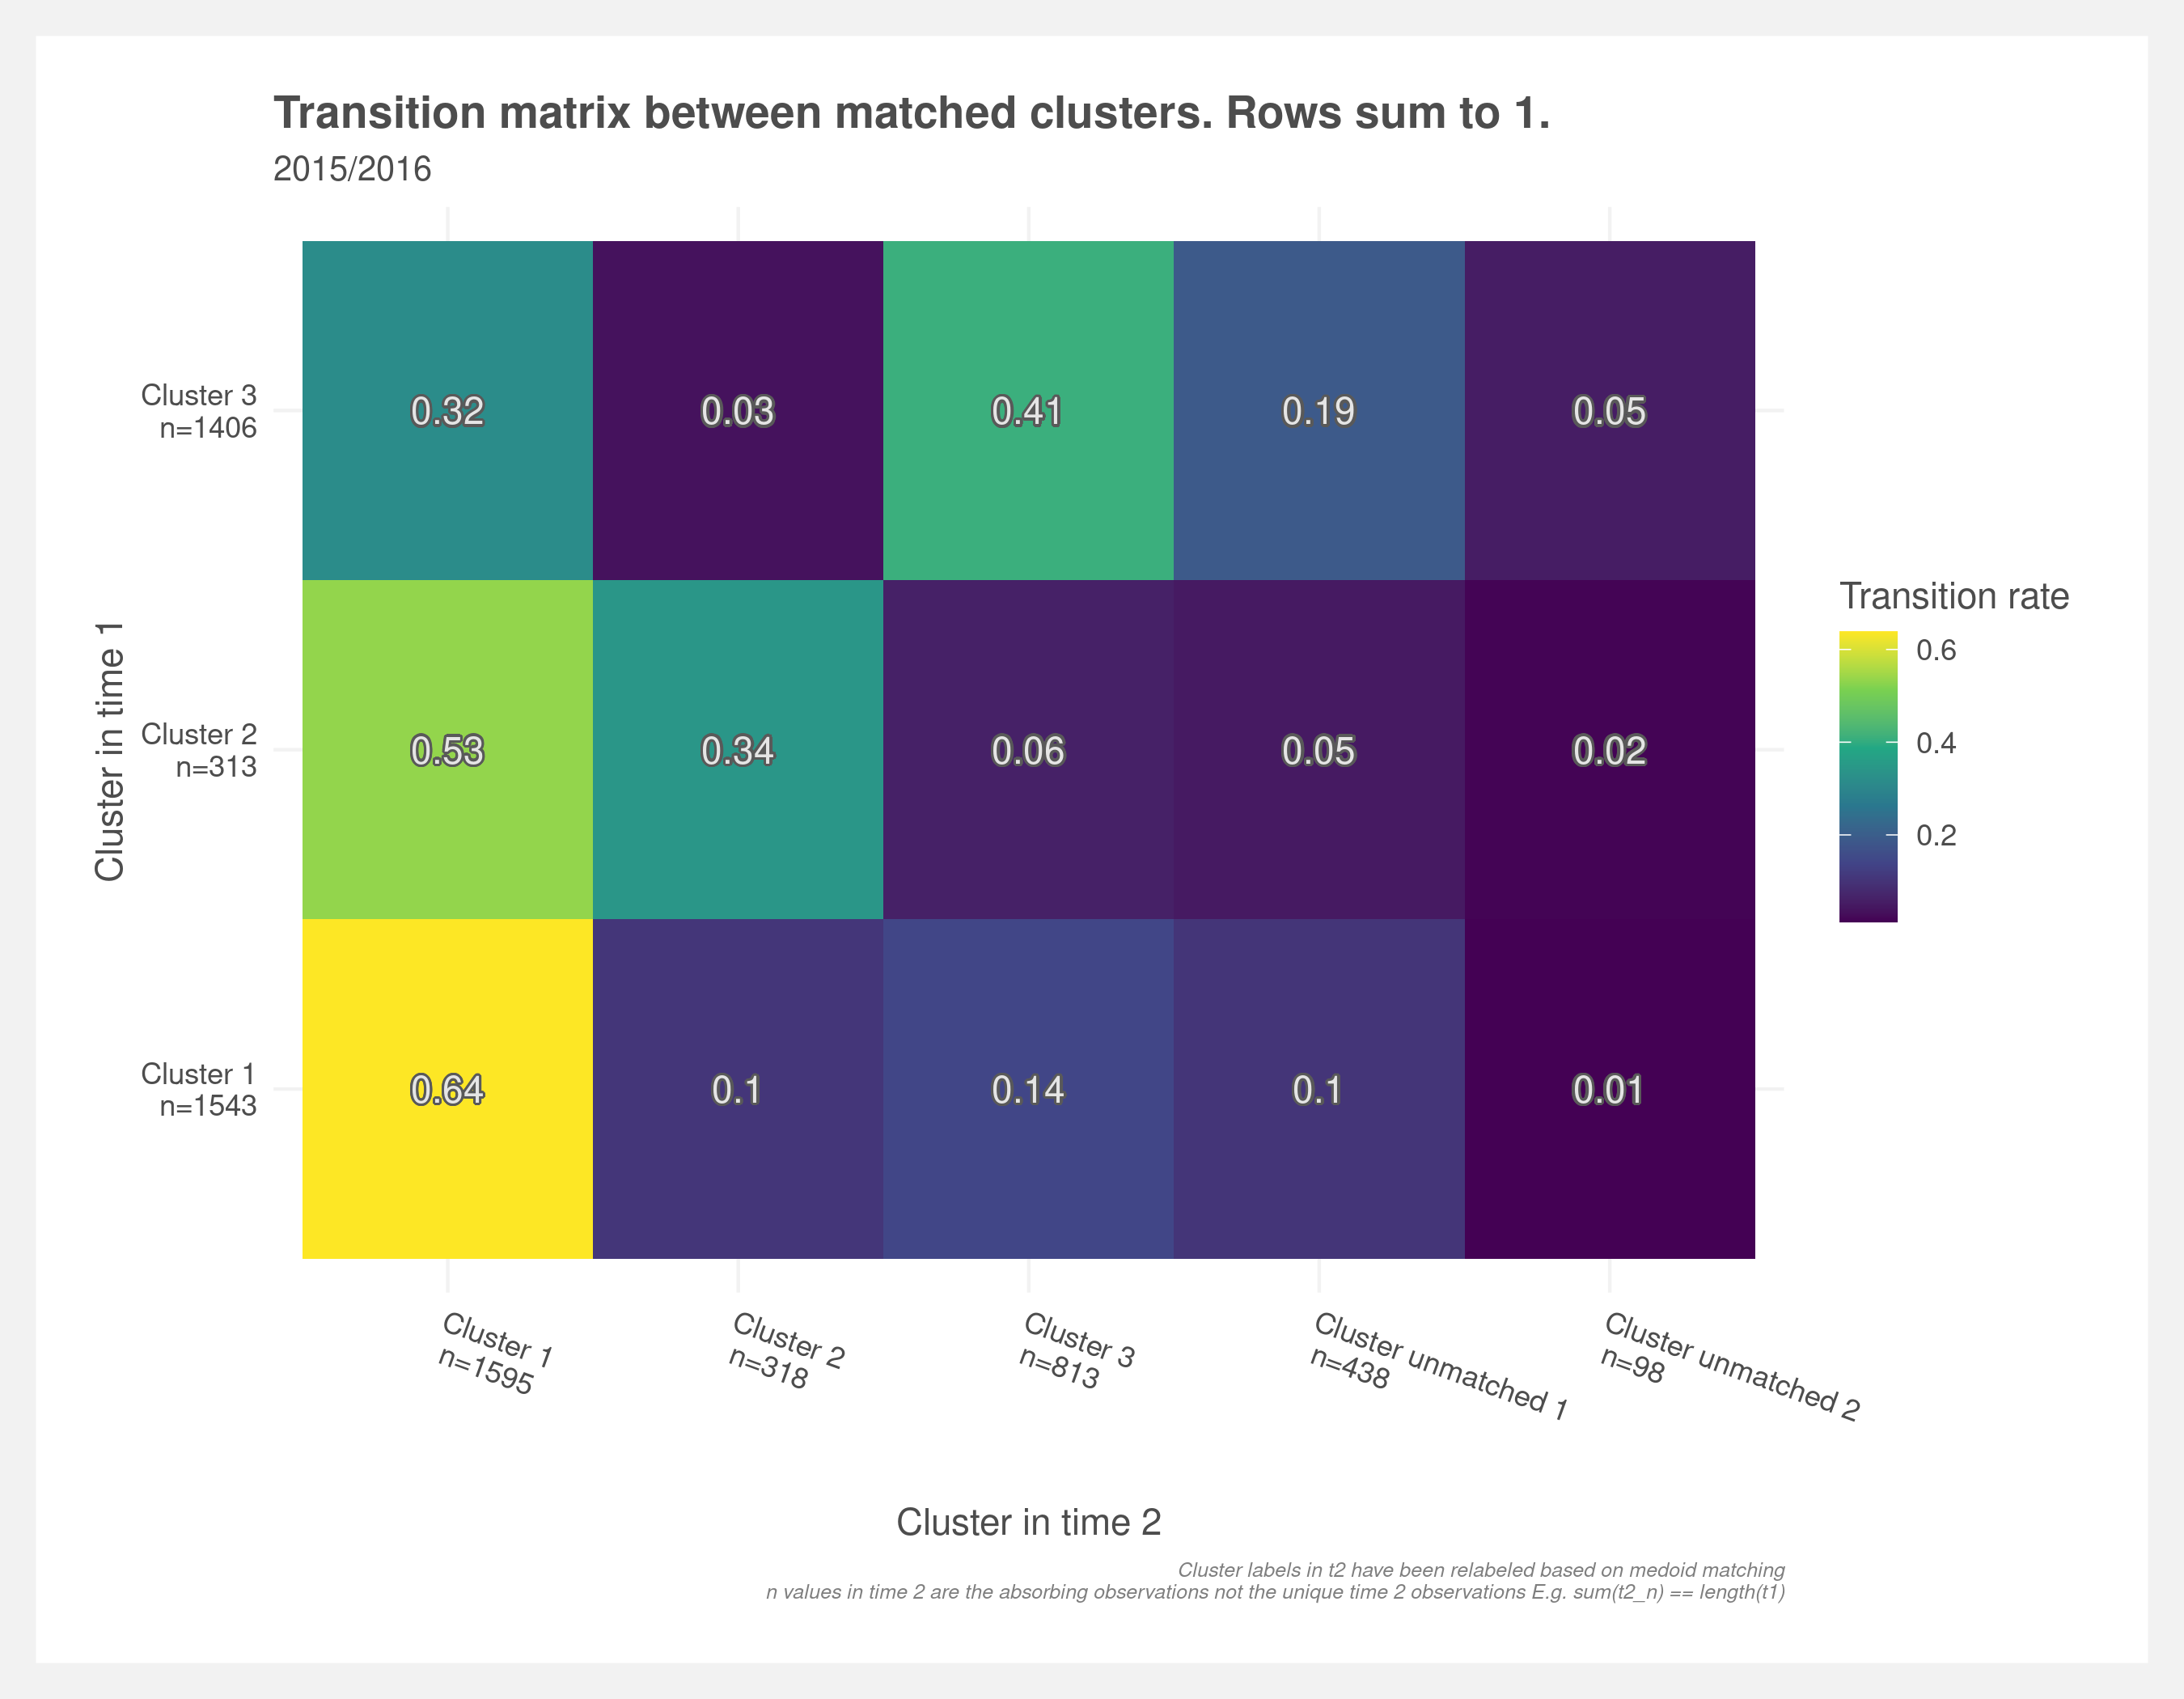 Transition matrix between matched clusters. Rows sum to 1.
2015/2016
Cluster in time 1
Cluster 3
n=1406
0.32
0.03
0.41
0.19
0.05
Cluster 2
n=313
0.53
0.34
0.06
0.05
0.02
Cluster 1
n=1543
0.64
0.1
0.14
0.1
0.01
Transition rate
0.6
0.4
0.2
Cluster 1
n=1595
Cluster 2
n=318
Cluster 3
n=813
Cluster unmatched 1
n=438
Cluster unmatched 2
n=98
Cluster in time 2
Cluster labels in t2 have been relabeled based on medoid matching
n values in time 2 are the absorbing observations not the unique time 2 observations E.g. sum(t2_n) == length(t1)